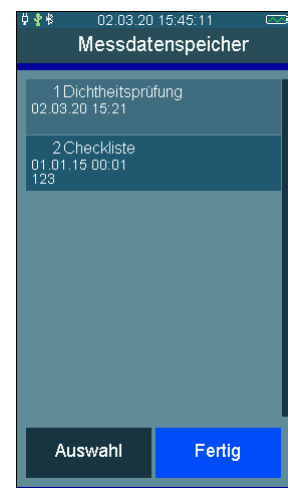 02.03.20 15:45:11
Messdatenspeicher
1 Dichtheitsprüfung
02.03.20 15:21
2 Checkliste
01.01.15 00:01
123
Auswahl
Fertig